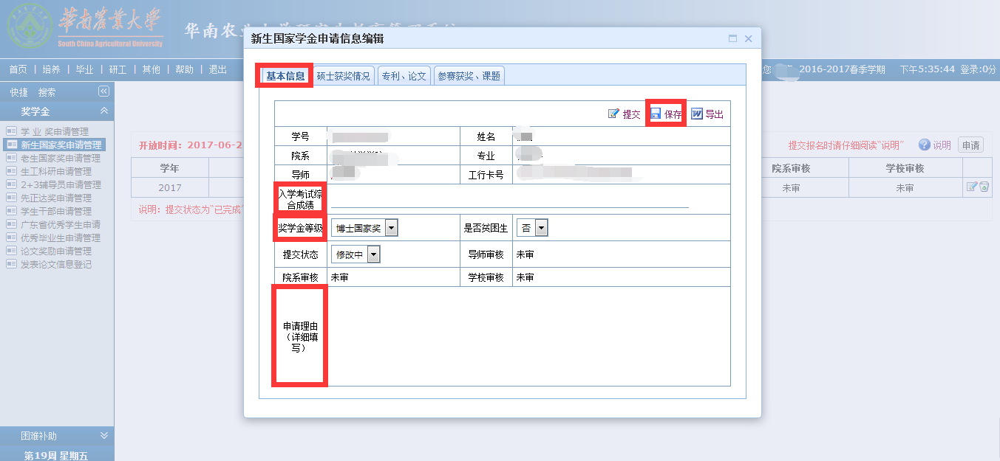 华南农业大学
South China Agricultural University
华南农业大学研究生教育管理系统
首页 | 培养 | 毕业 | 研工 | 其他 | 帮助 | 退出
您 2016-2017春季学期 下午5:35:44 登录:0分
快捷 搜索
奖学金
学 业 奖申请管理
新生国家奖申请管理
老生国家奖申请管理
生工科研申请管理
2+3辅导员申请管理
先正达奖申请管理
学生干部申请管理
广东省优秀学生申请
优秀毕业生申请管理
论文奖励申请管理
发表论文信息登记
困难补助
第19周 星期五
开放时间：2017-06-2
提交报名时请仔细阅读“说明” 说明 申请
学年 院系审核 学校审核
2017 未审 未审
说明：提交状态为“已完成”
新生国家学金申请信息编辑
基本信息 硕士获奖情况 专利、论文 参赛获奖、课题
提交 保存 导出
学号 姓名
院系 专业
导师 工行卡号
入学考试综
合成绩
奖学金等级 博士国家奖 是否贫困生 否
提交状态 修改中 导师审核 未审
院系审核 未审 学校审核 未审
申请理由
（详细填
写）